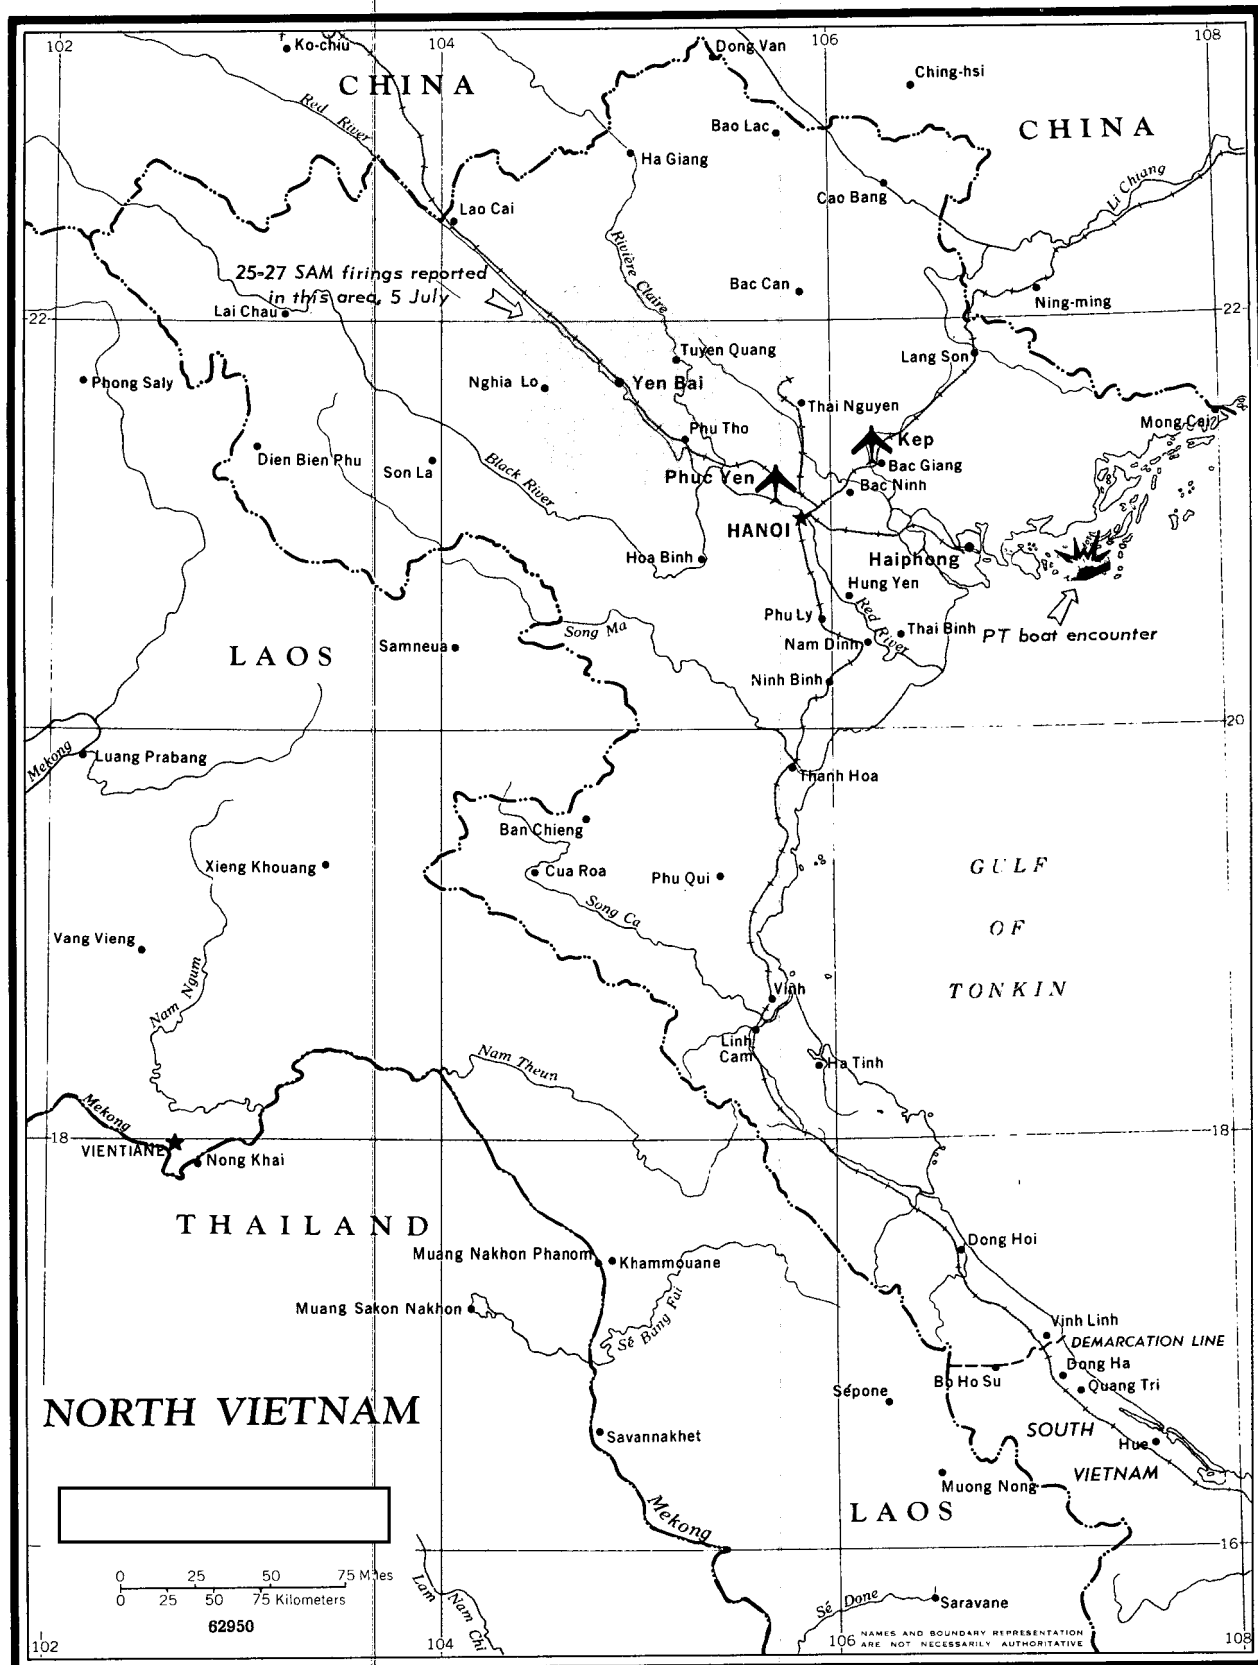 102
104
106
108
Ko-chiu
Dong Van
CHINA
Ching-hsi
Red River
Bao Lac
CHINA
Ha Giang
Li Chiang
Cao Bang
Lao Cai
Rivière Claire
25-27 SAM firings reported
in this area, 5 July
Bac Can
Ning-ming
Lai Chau
22
22
Tuyen Quang
Lang Son
Phong Saly
Nghia Lo
Yen Bai
Thai Nguyen
Mong Cai
Phu Tho
Kep
Dien Bien Phu
Son La
Black River
Bac Giang
Phuc Yen
Bac Ninh
HANOI
Hoa Binh
Haiphong
Hung Yen
Red River
Phu Ly
Thai Binh
Song Ma
PT boat encounter
Nam Dinh
LAOS
Samneua
Ninh Binh
20
Mekong
Luang Prabang
Thanh Hoa
Ban Chieng
Xieng Khouang
Cua Roa
Phu Qui
GULF
OF
TONKIN
Song Ca
Vang Vieng
Nam Ngum
Vinh
Linh
Cam
Ha Tinh
Nam Theun
Mekong
18
18
VIENTIANE
Nong Khai
THAILAND
Dong Hoi
Muang Nakhon Phanom
Khammouane
Muang Sakon Nakhon
Sé Bang Fai
Vinh Linh
DEMARCATION LINE
Dong Ha
Bo Ho Su
Quang Tri
Sépone
NORTH VIETNAM
SOUTH
VIETNAM
Savannakhet
Hue
Muong Nong
Mekong
LAOS
16
0 25 50 75 Miles
0 25 50 75 Kilometers
62950
Lam
Nam Chi
Sé Done
Saravane
NAMES AND BOUNDARY REPRESENTATION
ARE NOT NECESSARILY AUTHORITATIVE
102
104
106
108